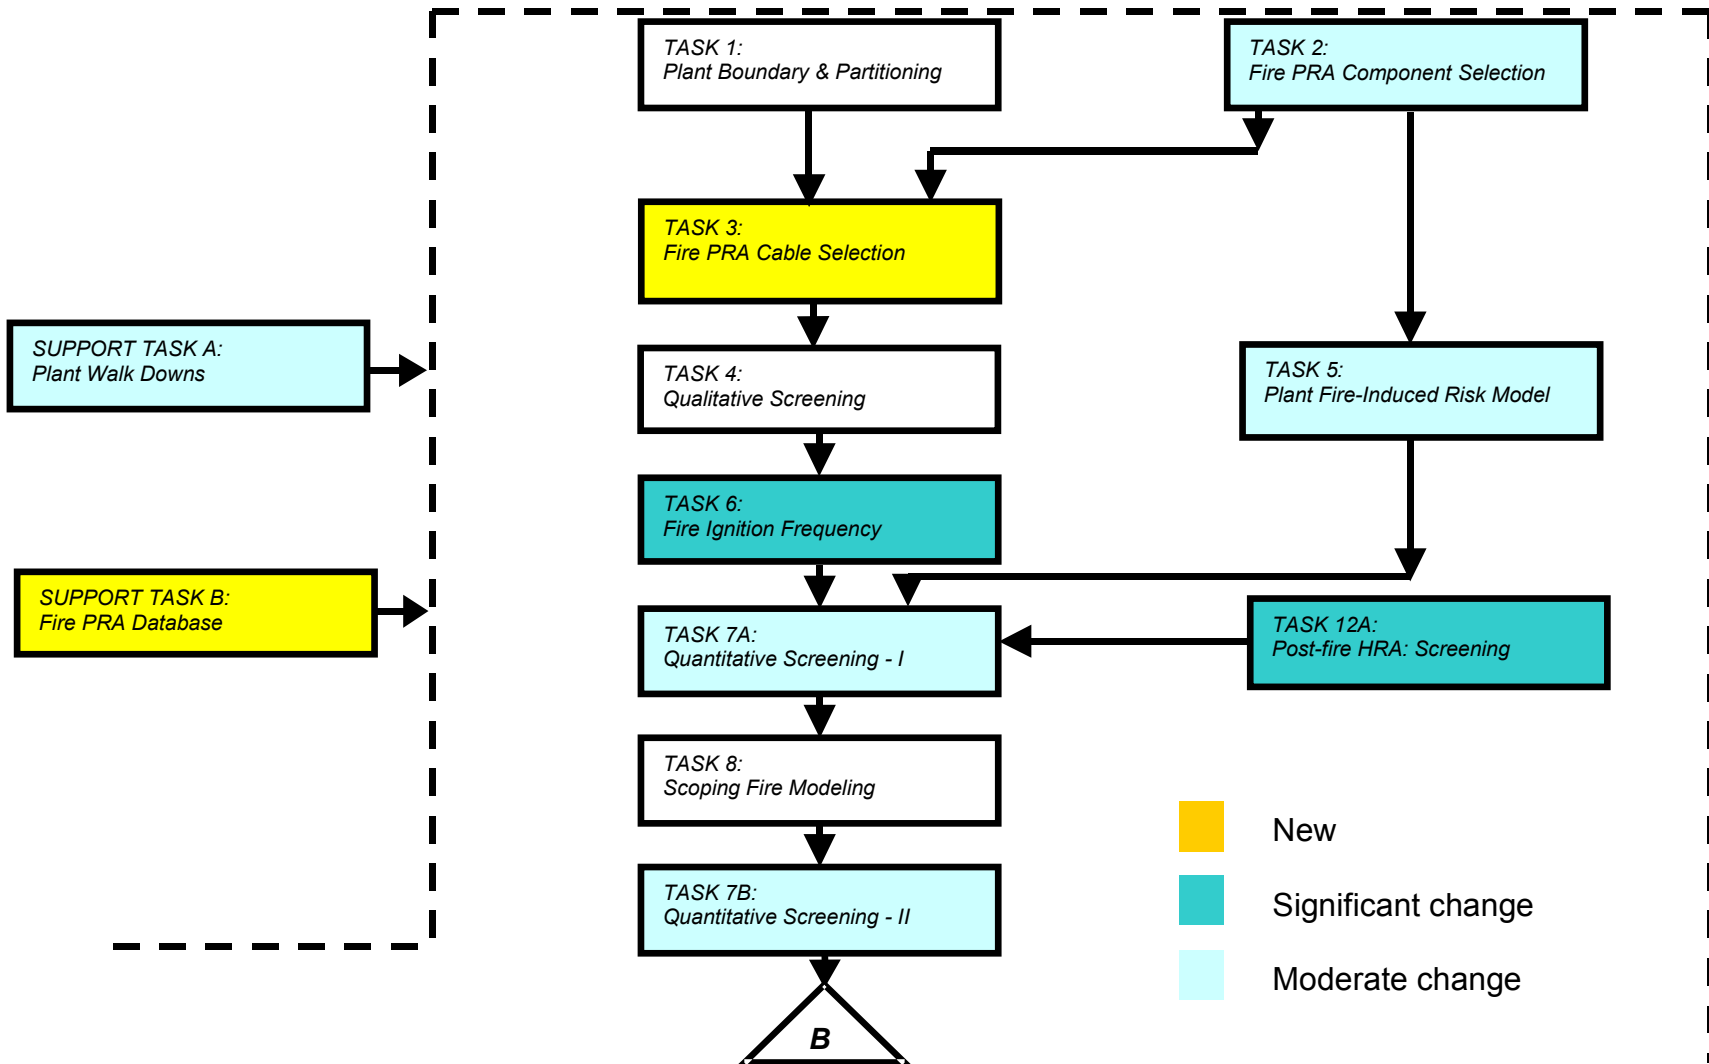 TASK 1:
Plant Boundary & Partitioning
TASK 2:
Fire PRA Component Selection
TASK 3:
Fire PRA Cable Selection
SUPPORT TASK A:
Plant Walk Downs
TASK 4:
Qualitative Screening
TASK 5:
Plant Fire-Induced Risk Model
TASK 6:
Fire Ignition Frequency
SUPPORT TASK B:
Fire PRA Database
TASK 7A:
Quantitative Screening - I
TASK 12A:
Post-fire HRA: Screening
TASK 8:
Scoping Fire Modeling
TASK 7B:
Quantitative Screening - II
New
Significant change
Moderate change
B